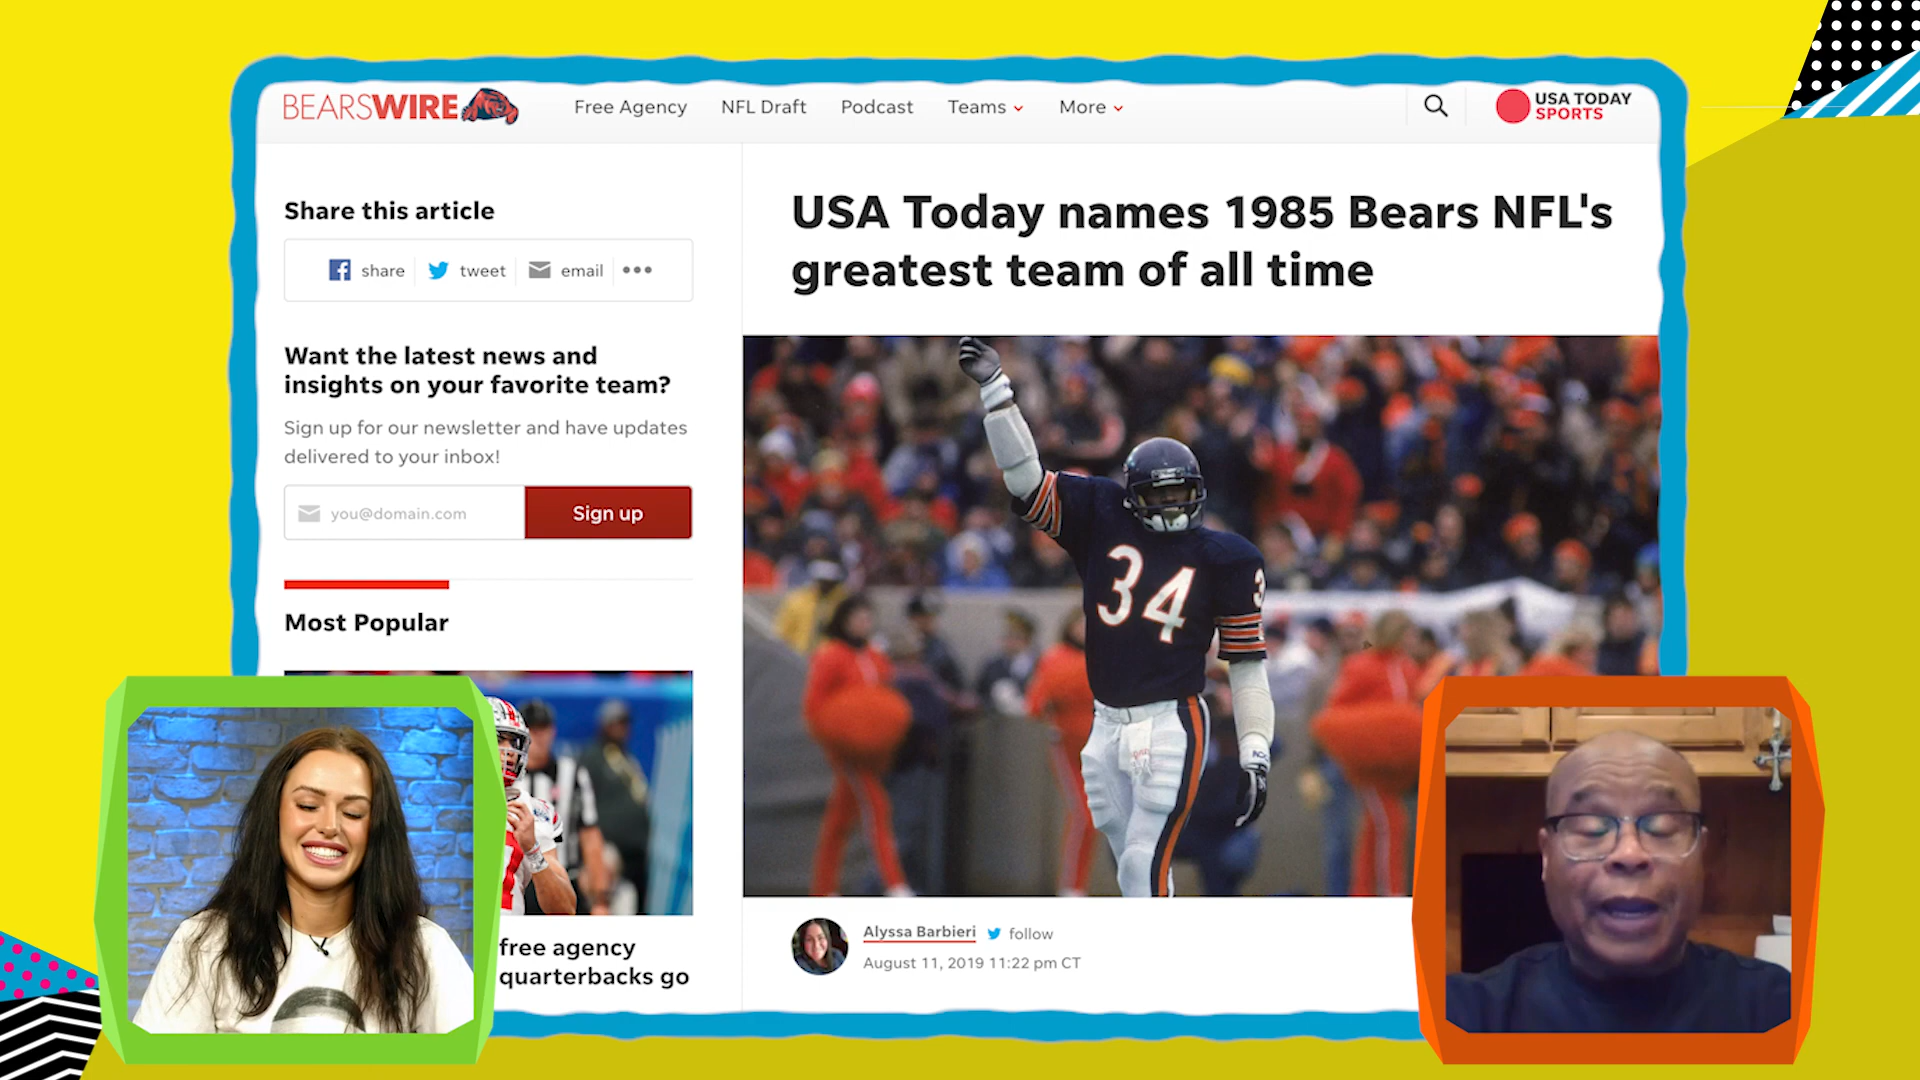 BEARSWIRE
Free Agency
NFL Draft
Podcast
Teams
More
USA TODAY
SPORTS
Share this article
share
tweet
email
Want the latest news and
insights on your favorite team?
Sign up for our newsletter and have updates
delivered to your inbox!
you@domain.com
Sign up
Most Popular
free agency
quarterbacks go
USA Today names 1985 Bears NFL's
greatest team of all time
34
3
Alyssa Barbieri
follow
August 11, 2019 11:22 pm CT